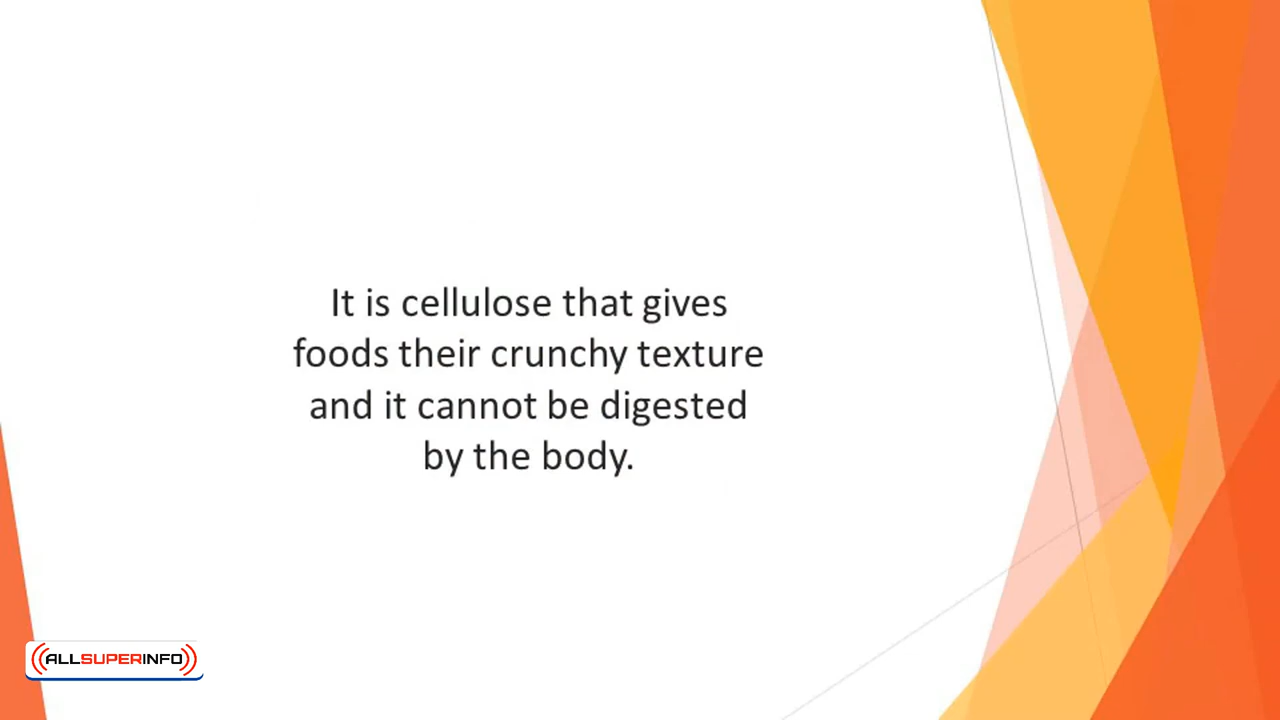 It is cellulose that gives
foods their crunchy texture
and it cannot be digested
by the body.
ALLSUPERINFO